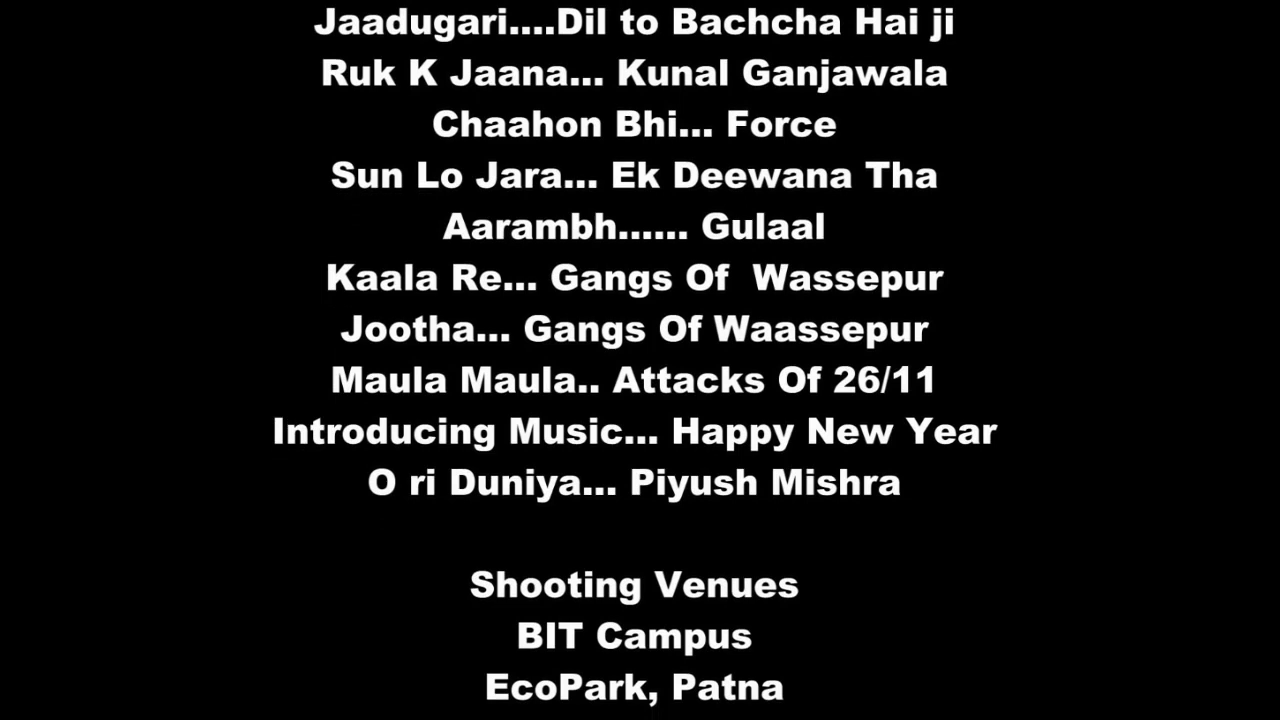 Jaadugari....Dil to Bachcha Hai ji
Ruk K Jaana... Kunal Ganjawala
Chaahon Bhi... Force
Sun Lo Jara... Ek Deewana Tha
Aarambh...... Gulaal
Kaala Re... Gangs Of  Wassepur
Jootha... Gangs Of Waassepur
Maula Maula.. Attacks Of 26/11
Introducing Music... Happy New Year
O ri Duniya... Piyush Mishra
Shooting Venues
BIT Campus
EcoPark, Patna